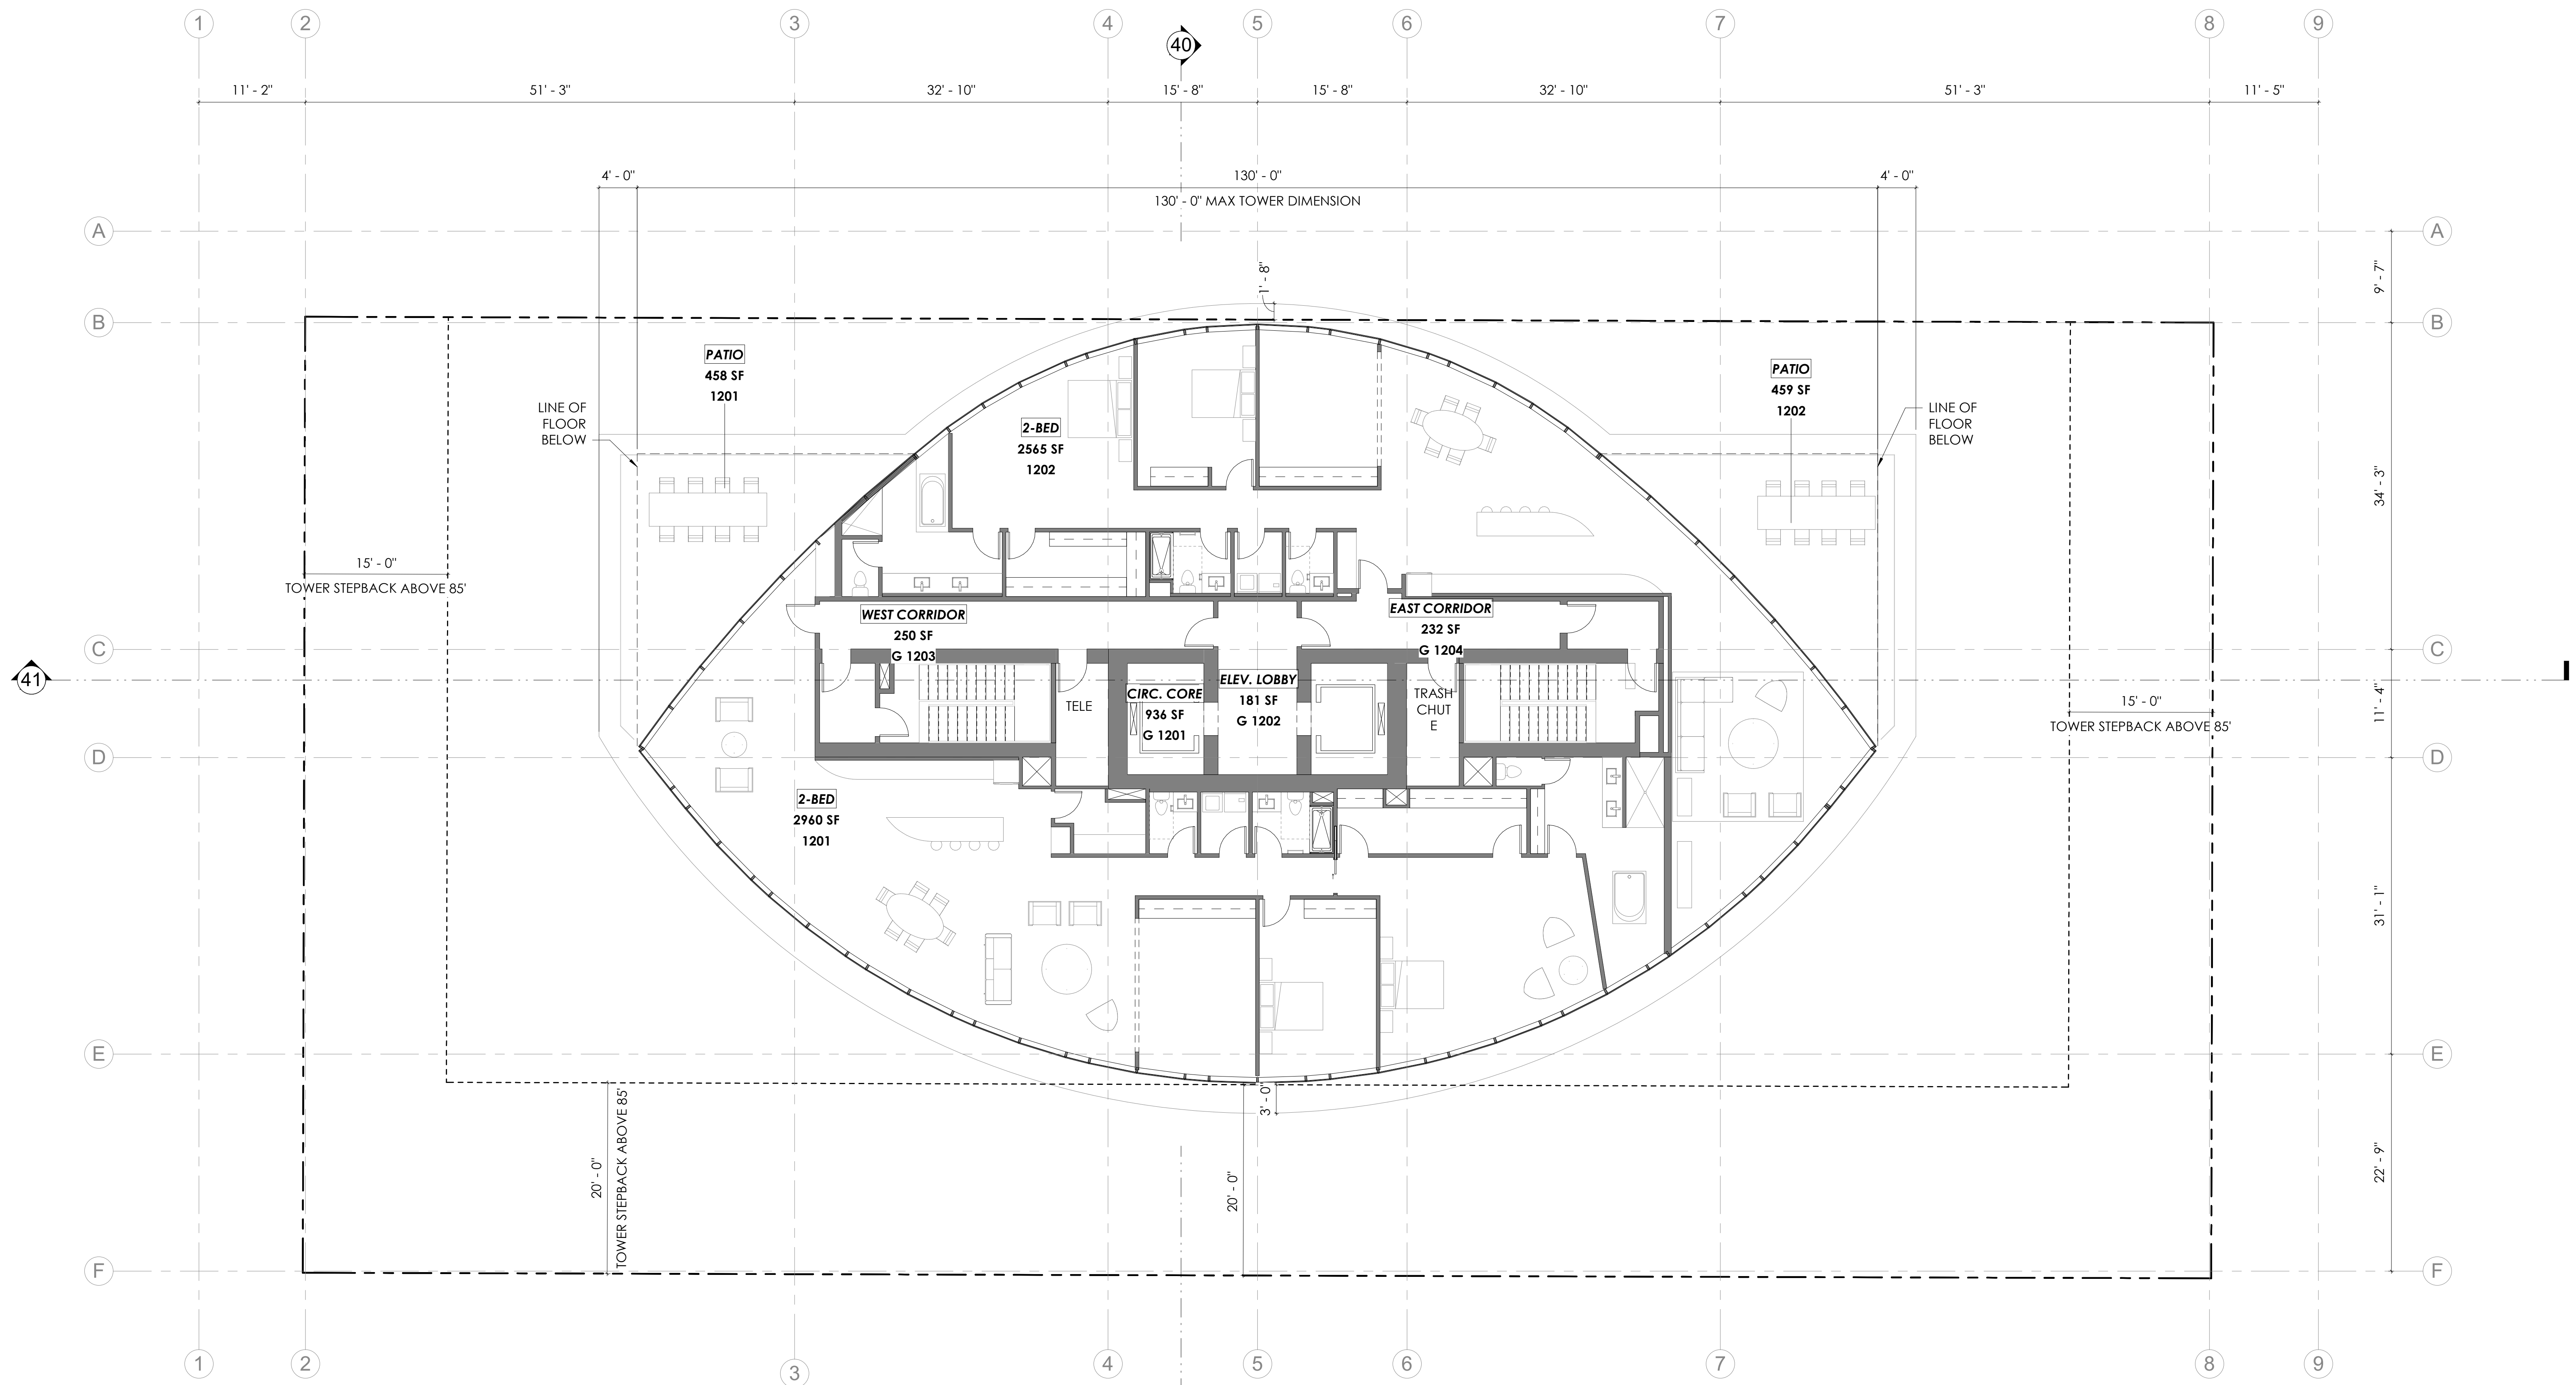 1 2 3 4 5 6 7 8 9
40
11' - 2" 51' - 3" 32' - 10" 15' - 8" 15' - 8" 32' - 10" 51' - 3" 11' - 5"
4' - 0" 130' - 0" 4' - 0"
130' - 0" MAX TOWER DIMENSION
A A
9' - 7"
1' - 8"
B B
PATIO
458 SF
1201
PATIO
459 SF
1202
LINE OF
FLOOR
BELOW
LINE OF
FLOOR
BELOW
2-BED
2565 SF
1202
34' - 3"
15' - 0"
TOWER STEPBACK ABOVE 85'
WEST CORRIDOR
250 SF
G 1203
EAST CORRIDOR
232 SF
G 1204
C C
41
TELE
CIRC. CORE
936 SF
G 1201
ELEV. LOBBY
181 SF
G 1202
TRASH
CHUT
E
11' - 4"
15' - 0"
TOWER STEPBACK ABOVE 85'
D D
2-BED
2960 SF
1201
31' - 1"
E E
3' - 0
20' - 0"
TOWER STEPBACK ABOVE 85'
20' - 0"
22' - 9"
F F
1 2 3 4 5 6 7 8 9